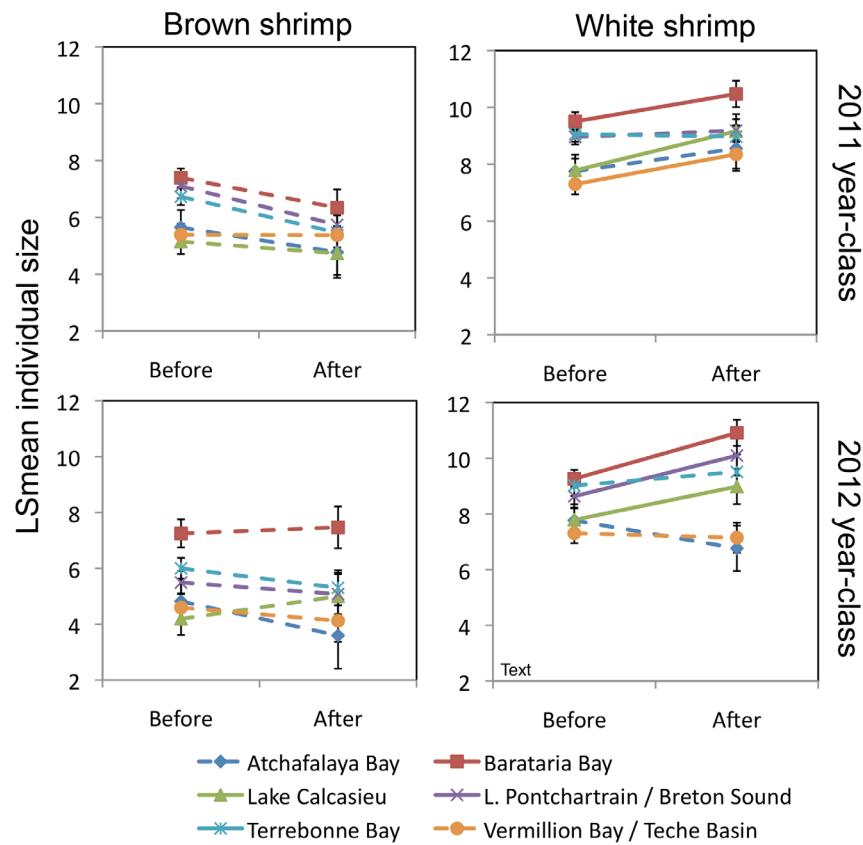 Brown shrimp
White shrimp
LSmean individual size
12
10
8
6
4
2
Before After
12
10
8
6
4
2
Before After
2011 year-class
12
10
8
6
4
2
Before After
12
10
8
6
4
2
Text
Before After
2012 year-class
Atchafalaya Bay
Barataria Bay
Lake Calcasieu
L. Pontchartrain / Breton Sound
Terrebonne Bay
Vermillion Bay / Teche Basin